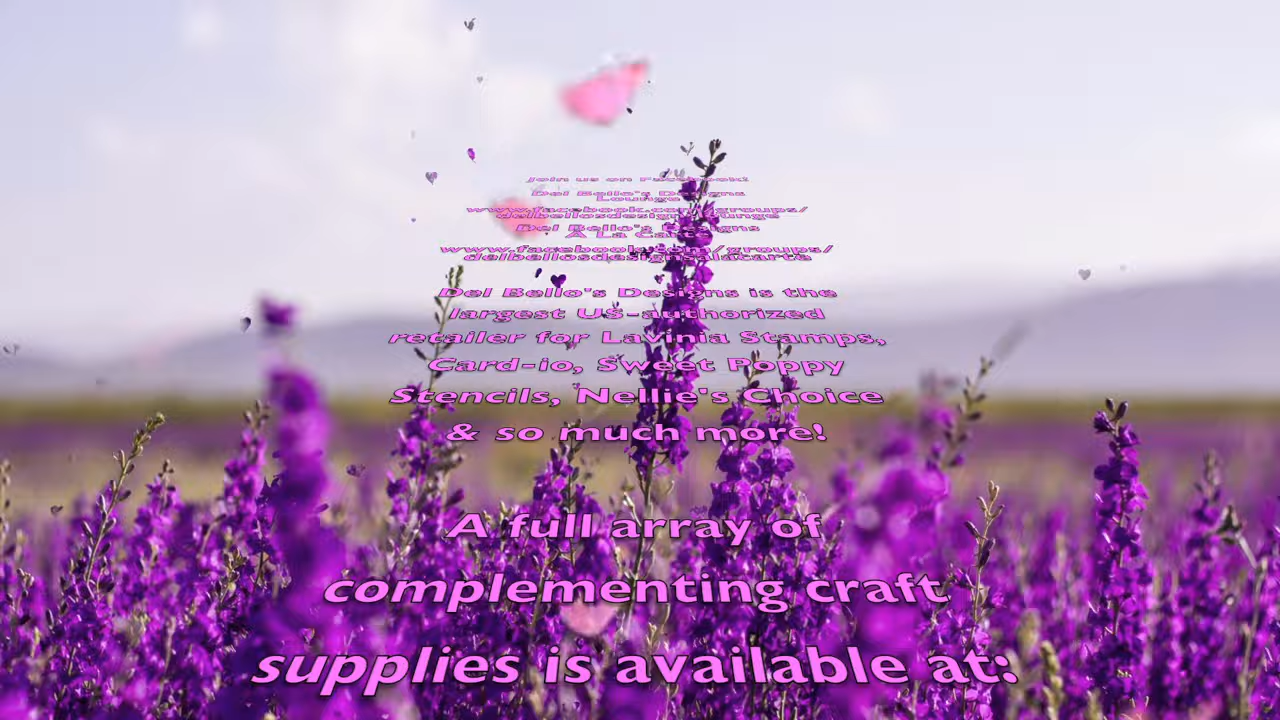 Join us on Facebook!
Del Bello's Designs
Lounge
www.facebook.com/groups/
delbellosdesignslounge
Del Bello's Designs
A La Carte
www.facebook.com/groups/
delbellosdesignsalacarte
Del Bello's Designs is the
largest US-authorized
retailer for Lavinia Stamps,
Card-io, Sweet Poppy
Stencils, Nellie's Choice
& so much more!
A full array of
complementing craft
supplies is available at: